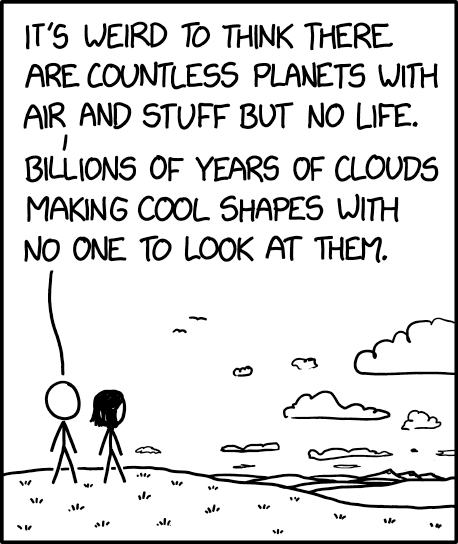 IT'S WEIRD TO THINK THERE
ARE COUNTLESS PLANETS WITH
AIR AND STUFF BUT NO LIFE.
BILLIONS OF YEARS OF CLOUDS
MAKING COOL SHAPES WITH
NO ONE TO LOOK AT THEM.